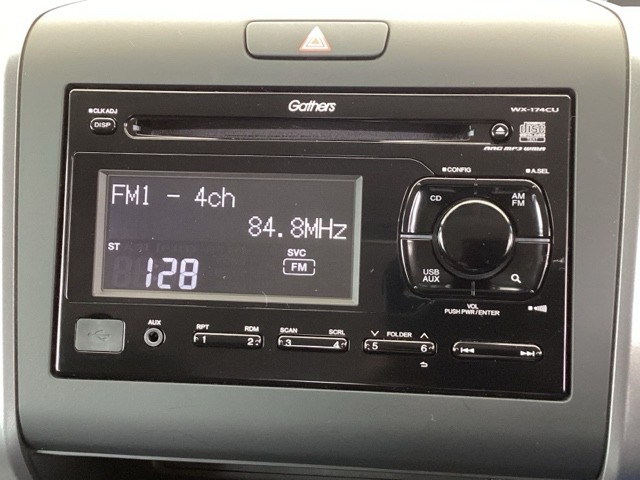 CLK ADJ
DISP
Gathers
WX-174CU
disc
TEXT
AAC MP3 WMA
FM1 - 4ch
84.8MHz
ST
128
SVC
FM
CONFIG
A.SEL
CD
AM
FM
USB
AUX
VOL
PUSH PWR/ENTER
AUX
RPT
RDM
1
2
SCAN
SCRL
3
4
FOLDER
5
6